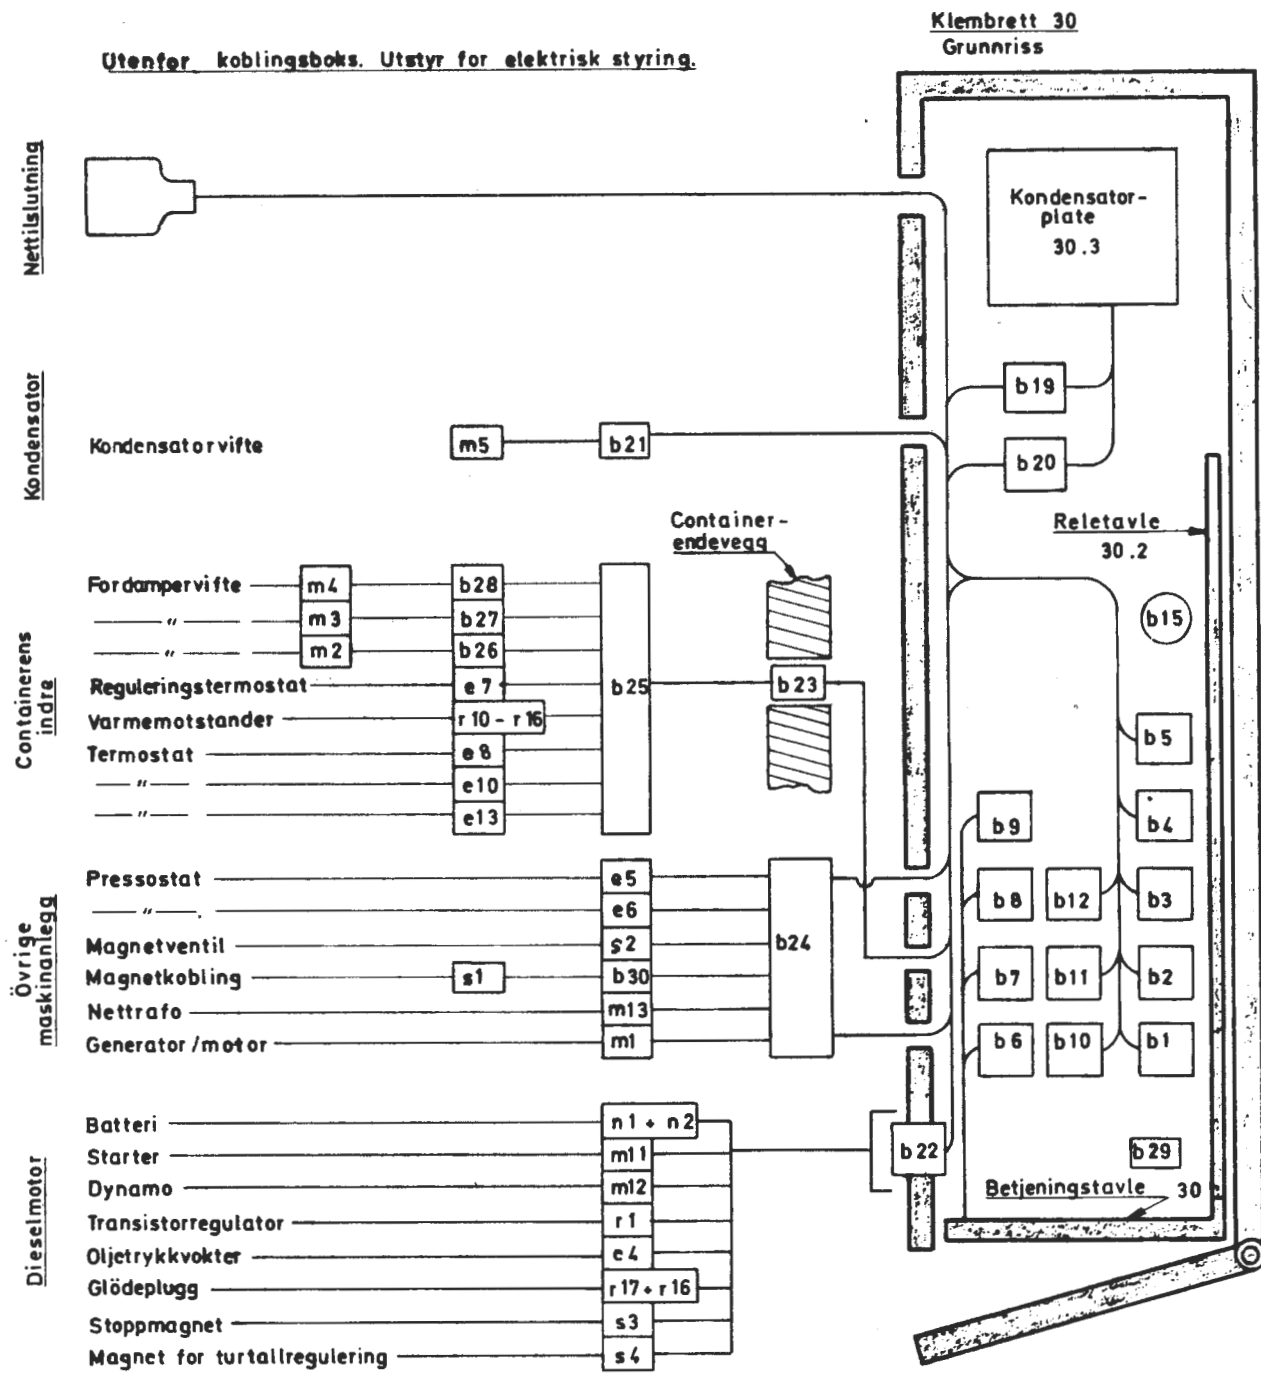 Klembrett 30
Grunnriss
Utenfor koblingsboks. Utstyr for elektrisk styring.
Nettilslutning
Kondensator-
plate
30.3
b19
Kondensator
Kondensatorvifte m5 b21
b20
Container-
endevegg
Reletavle
30.2
Containerens
indre
Fordampervifte m4 b28
" m3 b27
" m2 b26
Reguleringstermostat e7
Varmemotstander r10 - r16
Termostat e8
" e10
" e13
b25
b23
b15
b5
b9
b4
Övrige
maskinanlegg
Pressostat e5
" e6
Magnetventil s2
Magnetkobling s1 b30
Nettrafo m13
Generator/motor m1
b24
b8 b12 b3
b7 b11 b2
b6 b10 b1
Dieselmotor
Batteri n1 + n2
Starter m11
Dynamo m12
Transistorregulator r1
Oljetrykkvokter e4
Glödeplugg r17 + r16
Stoppmagnet s3
Magnet for turtallregulering s4
b22
b29
Betjeningstavle 30